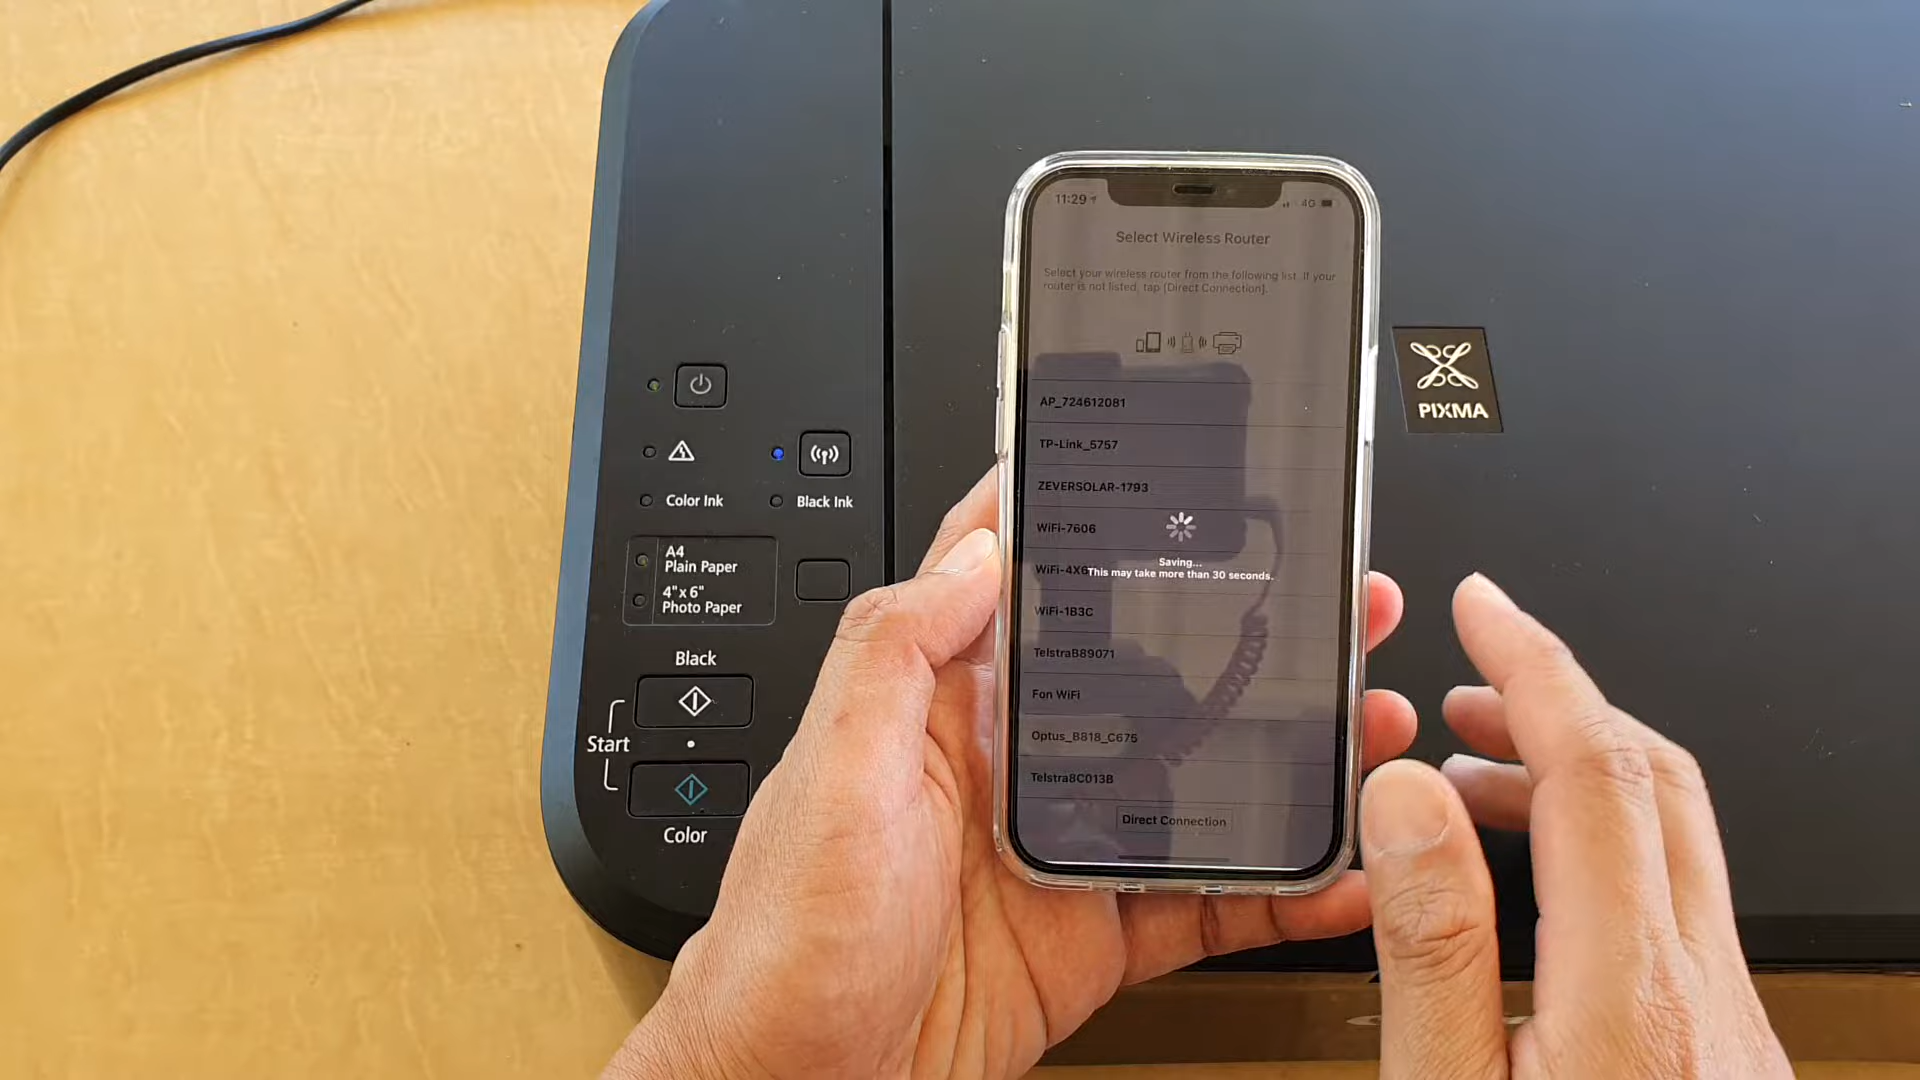 11:29
4G
Select Wireless Router
Select your wireless router from the following list. If your
router is not listed, tap [Direct Connection].
AP_724612081
TP-Link_5757
ZEVERSOLAR-1793
WiFi-7606
WiFi-4X6
Saving...
This may take more than 30 seconds.
WiFi-1B3C
TelstraB89071
Fon WiFi
Optus_B818_C675
Telstra8C013B
Direct Connection
PIXMA
Color Ink
Black Ink
A4
Plain Paper
4"x 6"
Photo Paper
Black
Start
Color